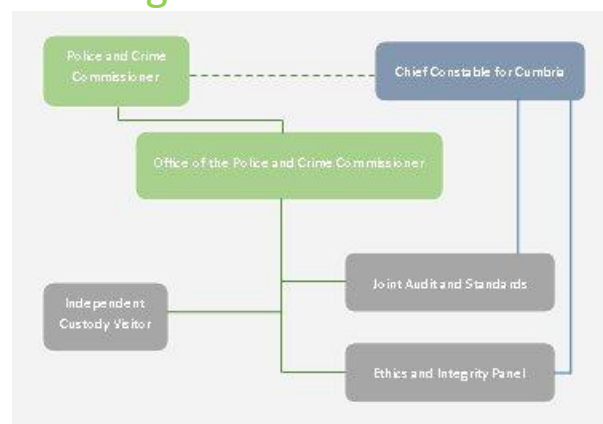 Police and Crime
Commissioner
Chief Constable for Cumbria
Office of the Police and Crime Commissioner
Joint Audit and Standards
Independent
Custody Visitor
Ethics and Integrity Panel